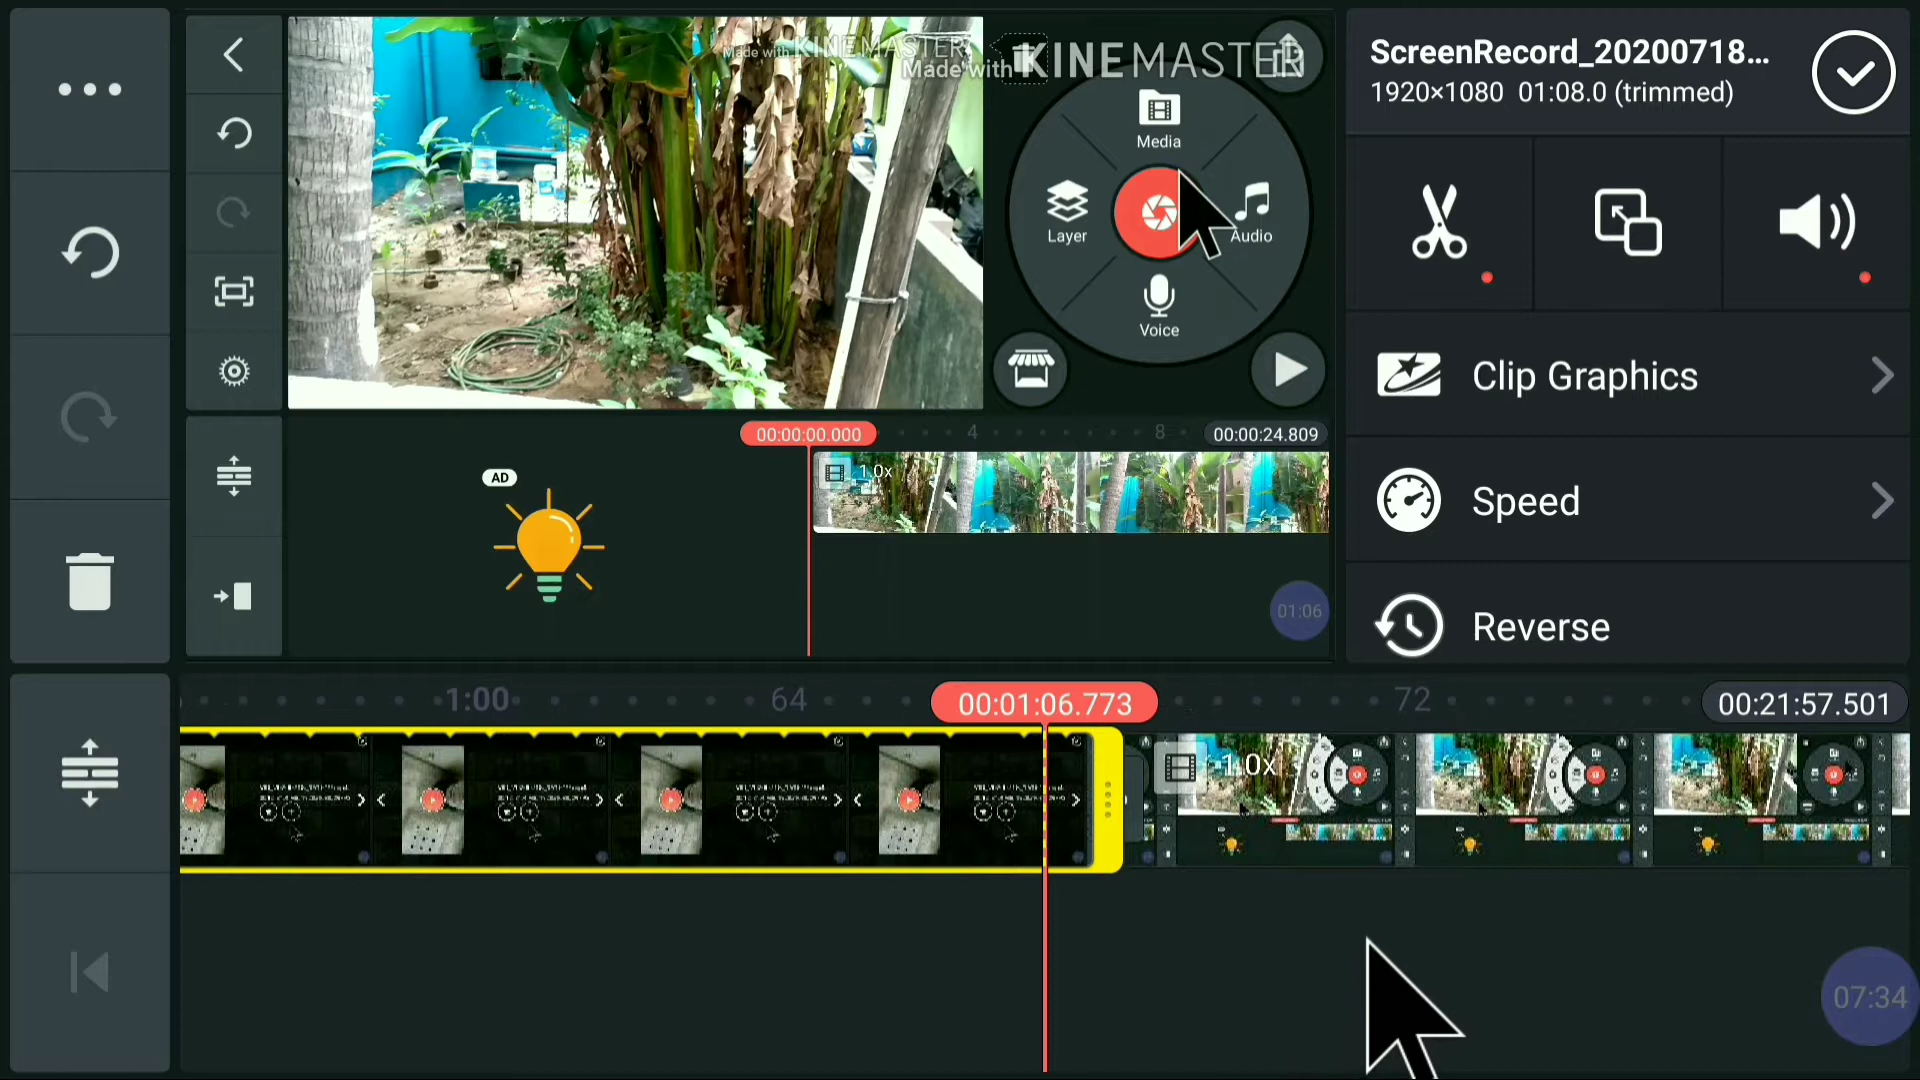 Made with KINEMASTER
Made with KINEMASTER
Media
Layer
Audio
Voice
ScreenRecord_20200718...
1920×1080 01:08.0 (trimmed)
Clip Graphics
Speed
Reverse
00:00:00.000
4
8
00:00:24.809
AD
1.0x
01:06
1:00
64
00:01:06.773
72
00:21:57.501
1.0x
07:34